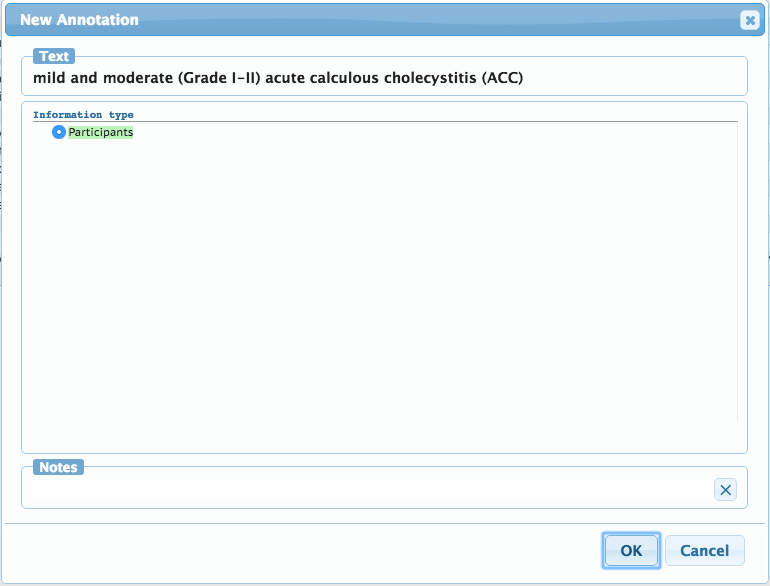 New Annotation
Text
mild and moderate (Grade I-II) acute calculous cholecystitis (ACC)
Information type
Participants
Notes
OK
Cancel